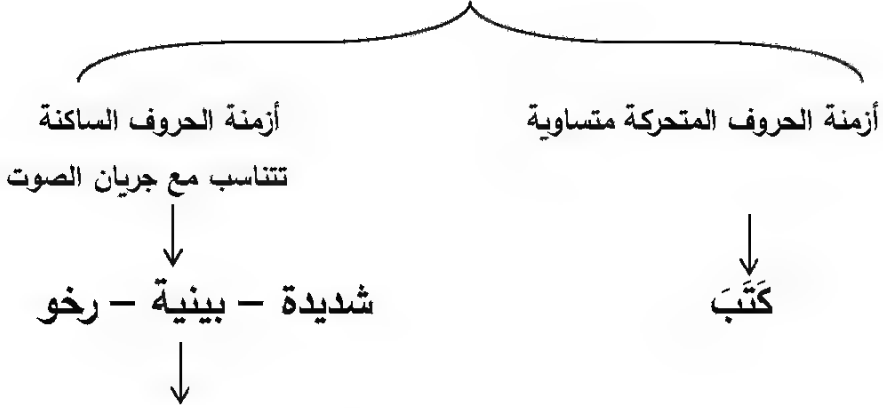 أزمنة الحروف المتحركة متساوية
كَتَبَ
أزمنة الحروف الساكنة
تتناسب مع جريان الصوت
شديدة – بينية – رخو